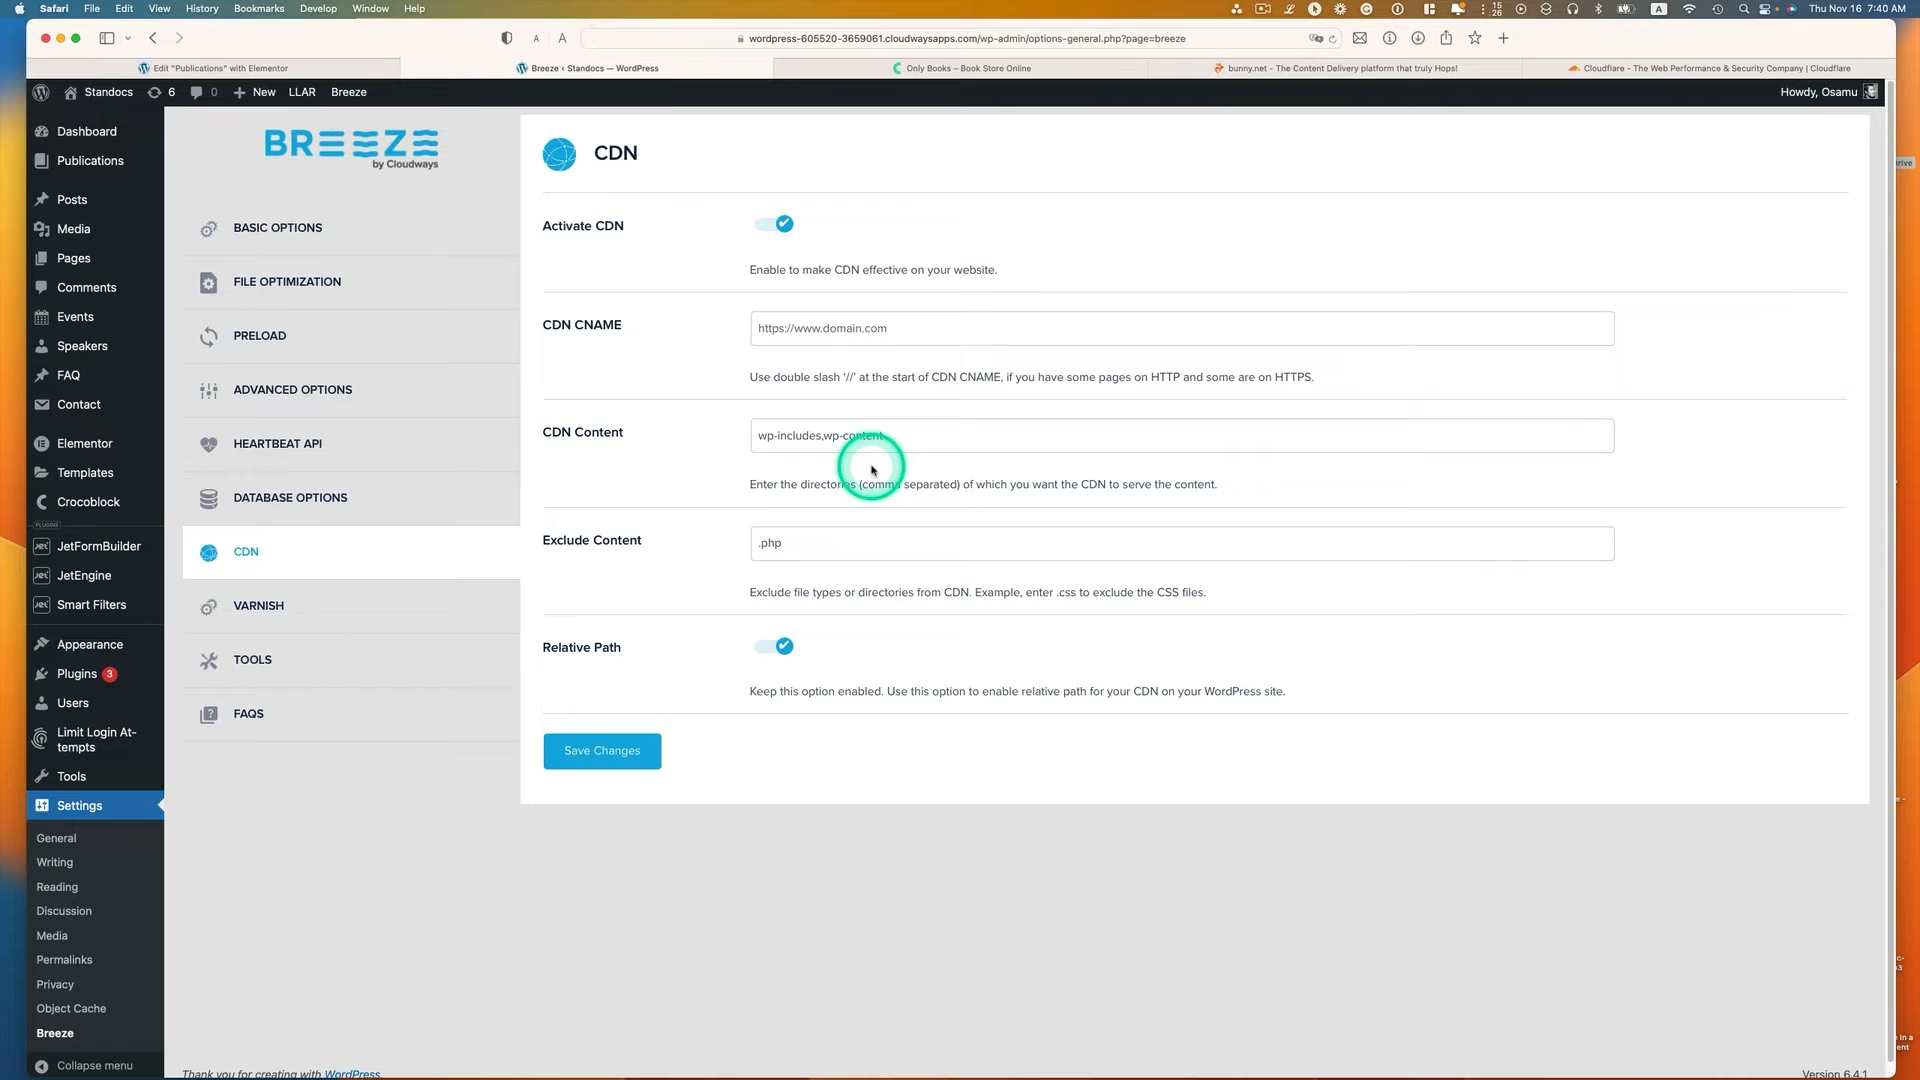 Safari File Edit View History Bookmarks Develop Window Help
15
26
A
Thu Nov 16 7:40 AM
A A
wordpress-605520-3659061.cloudwaysapps.com/wp-admin/options-general.php?page=breeze
Edit "Publications" with Elementor
Breeze ‹ Standocs — WordPress
Only Books – Book Store Online
bunny.net - The Content Delivery platform that truly Hops!
Cloudflare - The Web Performance & Security Company | Cloudflare
Standocs 6 0 New LLAR Breeze
Howdy, Osamu
Dashboard
Publications
Posts
Media
Pages
Comments
Events
Speakers
FAQ
Contact
Elementor
Templates
Crocoblock
PLUGINS
JetFormBuilder
JetEngine
Smart Filters
Appearance
Plugins 3
Users
Limit Login At-
tempts
Tools
Settings
General
Writing
Reading
Discussion
Media
Permalinks
Privacy
Object Cache
Breeze
Collapse menu
BREEZE
by Cloudways
BASIC OPTIONS
FILE OPTIMIZATION
PRELOAD
ADVANCED OPTIONS
HEARTBEAT API
DATABASE OPTIONS
CDN
VARNISH
TOOLS
FAQS
CDN
Activate CDN
Enable to make CDN effective on your website.
CDN CNAME
https://www.domain.com
Use double slash ‘//’ at the start of CDN CNAME, if you have some pages on HTTP and some are on HTTPS.
CDN Content
wp-includes,wp-content
Enter the directories (comma separated) of which you want the CDN to serve the content.
Exclude Content
.php
Exclude file types or directories from CDN. Example, enter .css to exclude the CSS files.
Relative Path
Keep this option enabled. Use this option to enable relative path for your CDN on your WordPress site.
Save Changes
Thank you for creating with WordPress.
Version 6.4.1